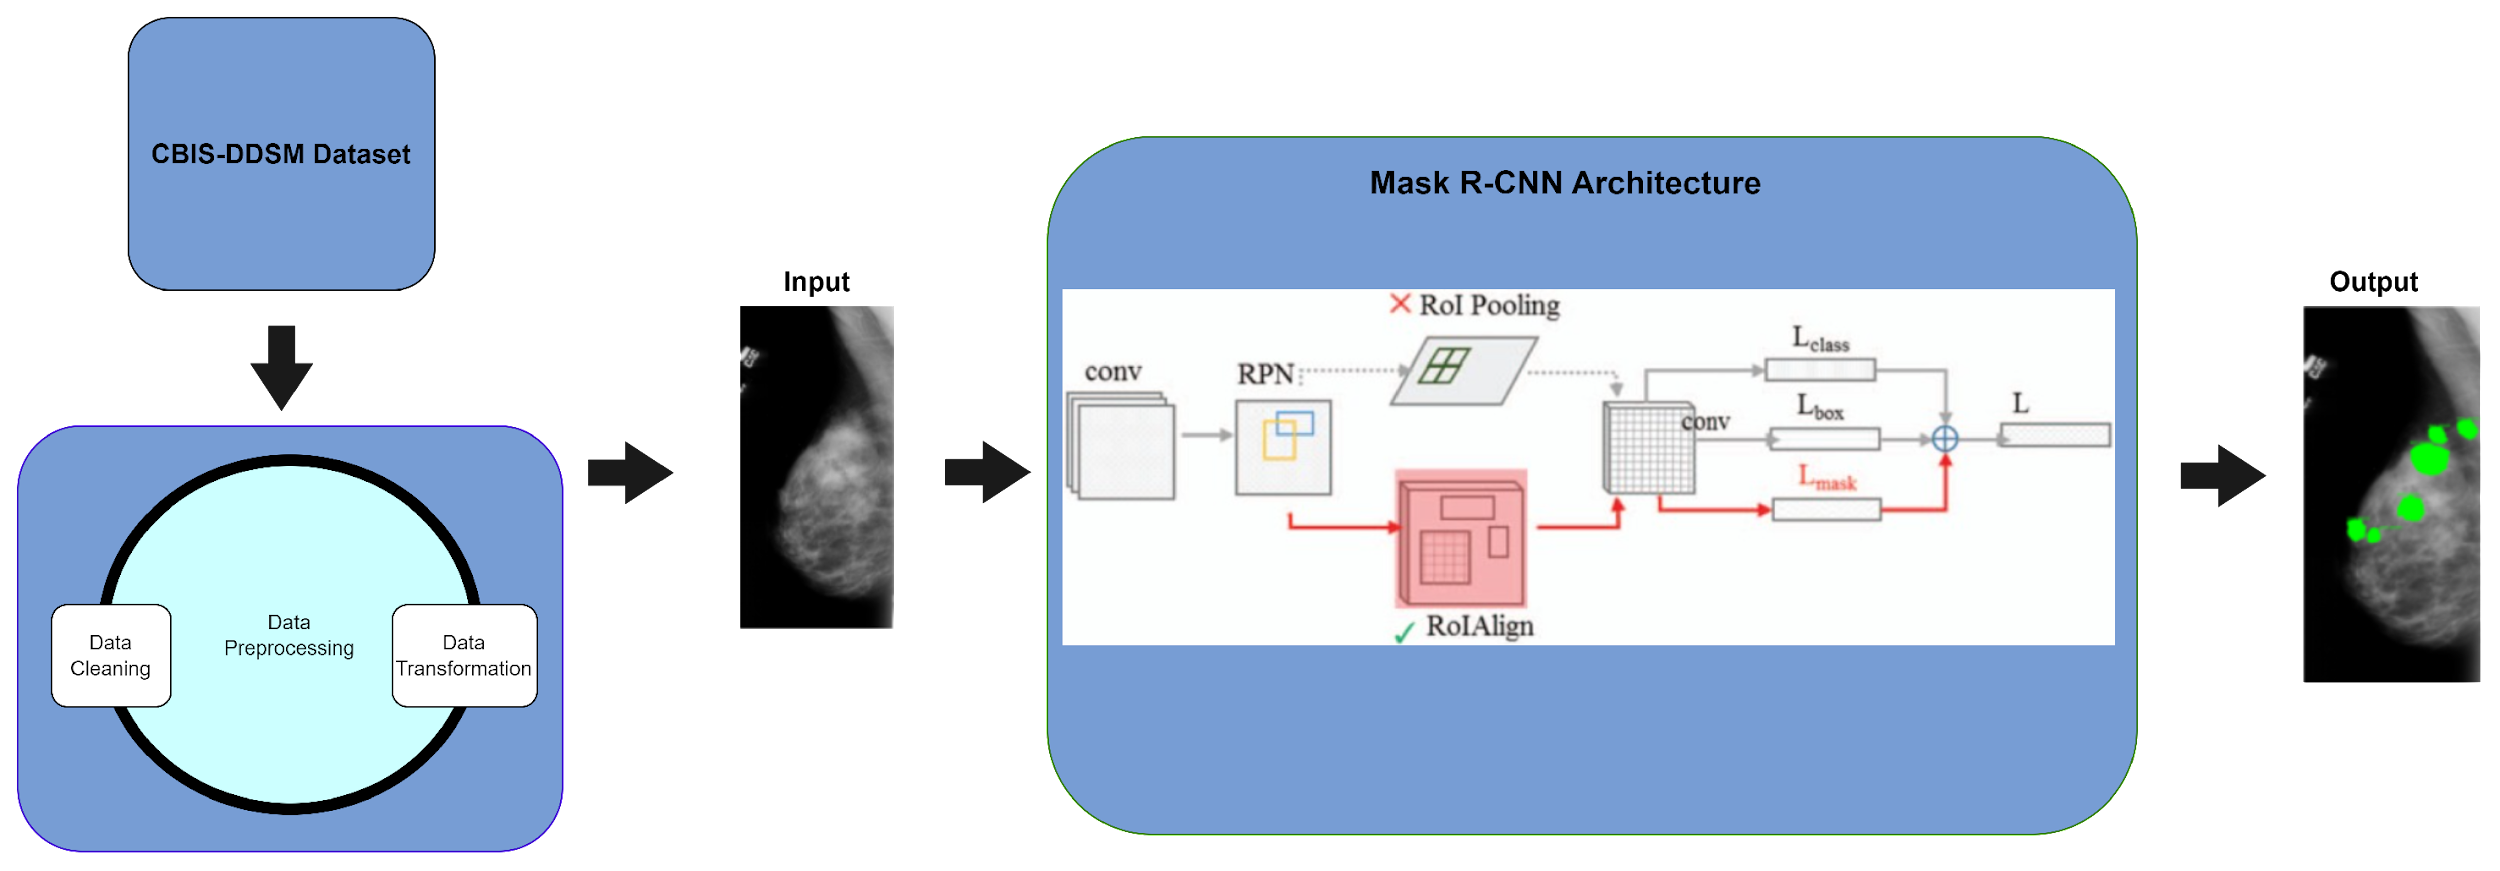 CBIS-DDSM Dataset
Data
Cleaning
Data
Preprocessing
Data
Transformation
Input
Mask R-CNN Architecture
RoI Pooling
conv
RPN
conv
Lclass
Lbox
Lmask
L
RoIAlign
Output